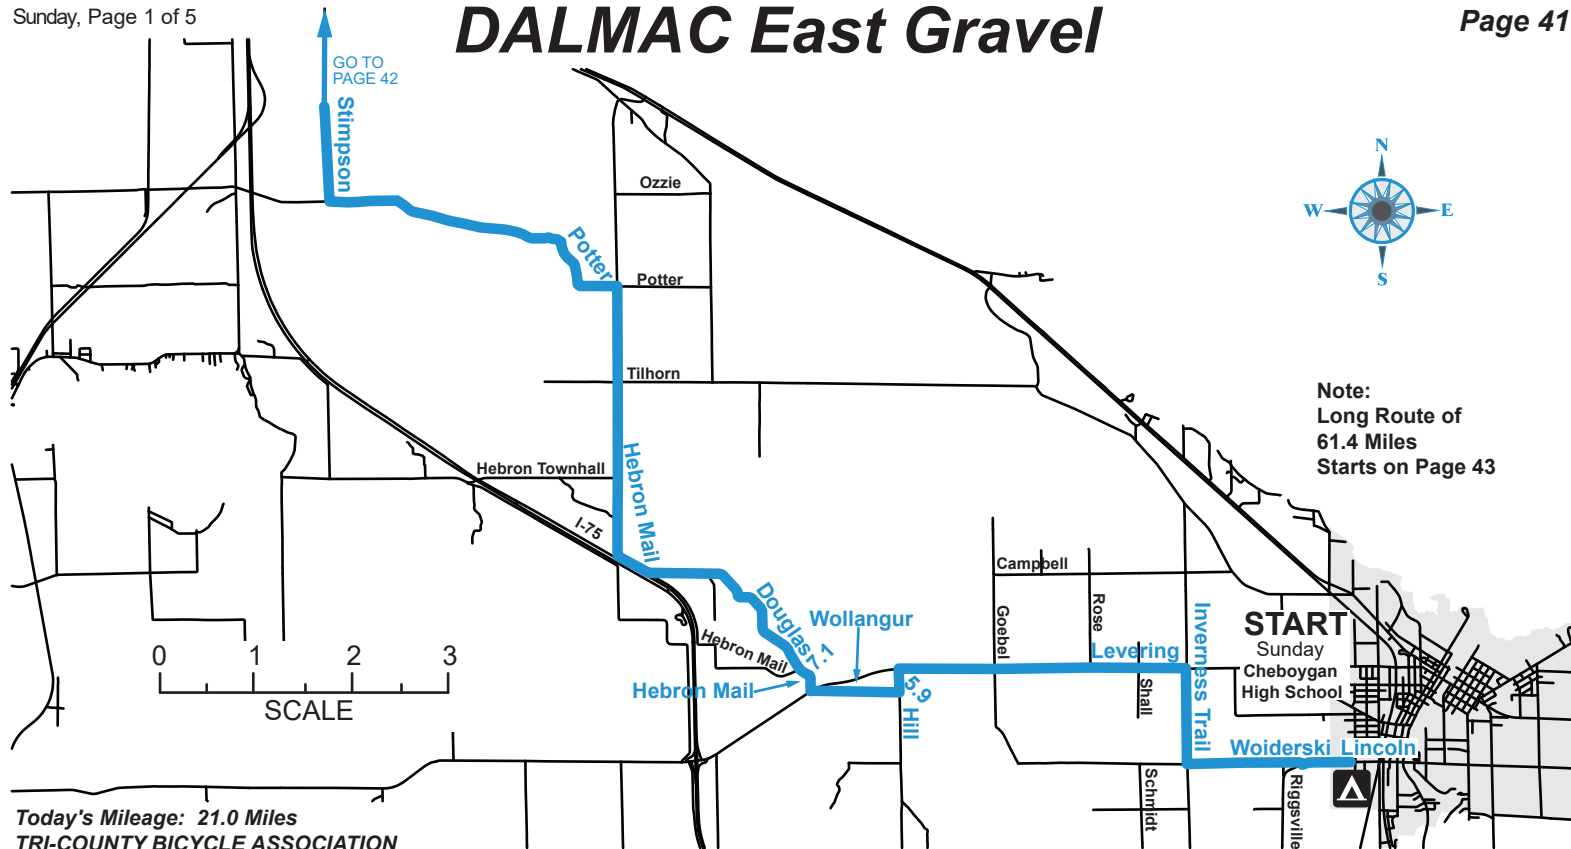 Sunday, Page 1 of 5
DALMAC East Gravel
Page 41
GO TO
PAGE 42
Stimpson
Ozzie
N
W
E
S
Potter
Potter
Tilhorn
Note:
Long Route of
61.4 Miles
Starts on Page 43
Hebron Townhall
Hebron Mail
I-75
Campbell
Goebel
Rose
Douglas
7.1
Wollangur
Hebron Mail
Hebron Mail
5.9
Hill
Levering
Shall
Inverness Trail
START
Sunday
Cheboygan
High School
0 1 2 3
SCALE
Woiderski Lincoln
Schmidt
Riggsville
Today's Mileage: 21.0 Miles
TRI-COUNTY BICYCLE ASSOCIATION